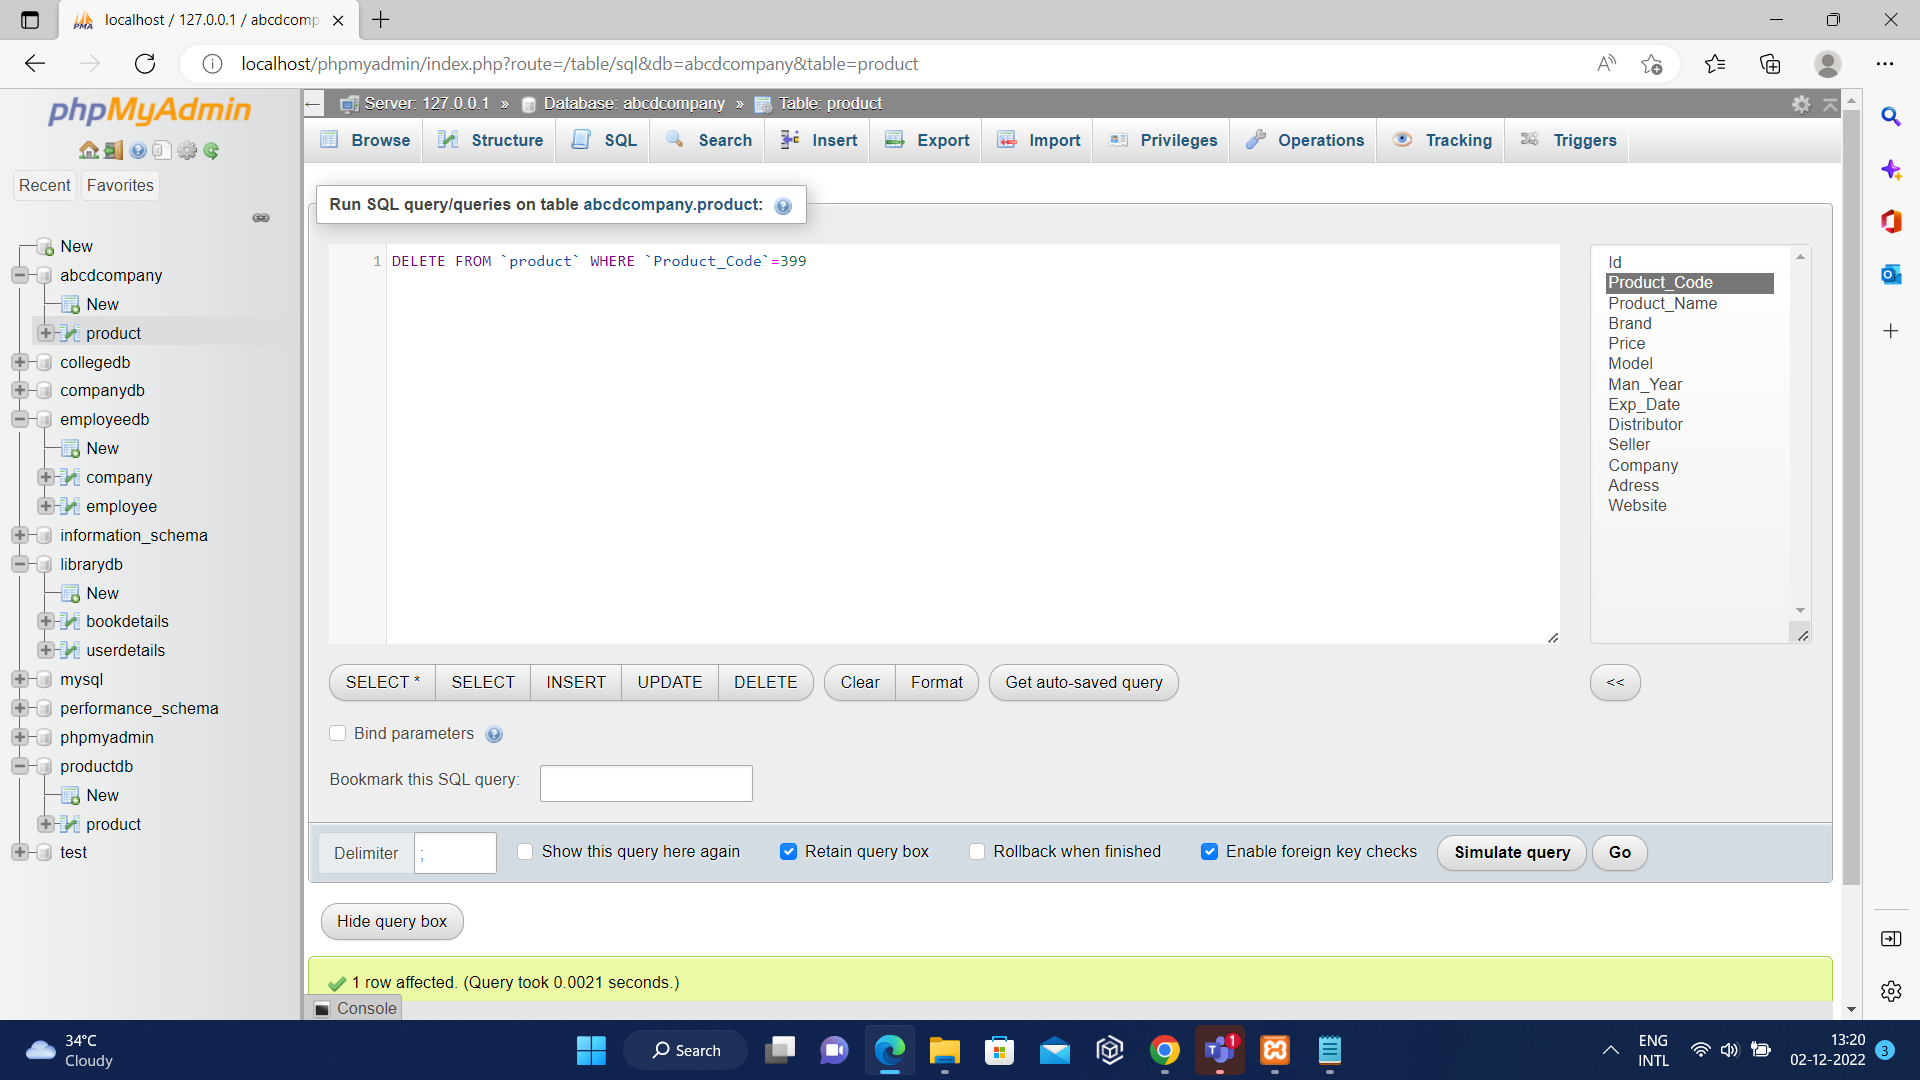 localhost / 127.0.0.1 / abcdcomp
localhost/phpmyadmin/index.php?route=/table/sql&db=abcdcompany&table=product
phpMyAdmin
Recent
Favorites
New
abcdcompany
New
product
collegedb
companydb
employeedb
New
company
employee
information_schema
librarydb
New
bookdetails
userdetails
mysql
performance_schema
phpmyadmin
productdb
New
product
test
Server: 127.0.0.1 » Database: abcdcompany » Table: product
Browse
Structure
SQL
Search
Insert
Export
Import
Privileges
Operations
Tracking
Triggers
Run SQL query/queries on table abcdcompany.product:
1 DELETE FROM `product` WHERE `Product_Code`=399
Id
Product_Code
Product_Name
Brand
Price
Model
Man_Year
Exp_Date
Distributor
Seller
Company
Adress
Website
SELECT *
SELECT
INSERT
UPDATE
DELETE
Clear
Format
Get auto-saved query
<<
Bind parameters
Bookmark this SQL query:
Delimiter
;
Show this query here again
Retain query box
Rollback when finished
Enable foreign key checks
Simulate query
Go
Hide query box
1 row affected. (Query took 0.0021 seconds.)
Console
34°C
Cloudy
Search
1
ENG
INTL
13:20
02-12-2022
3